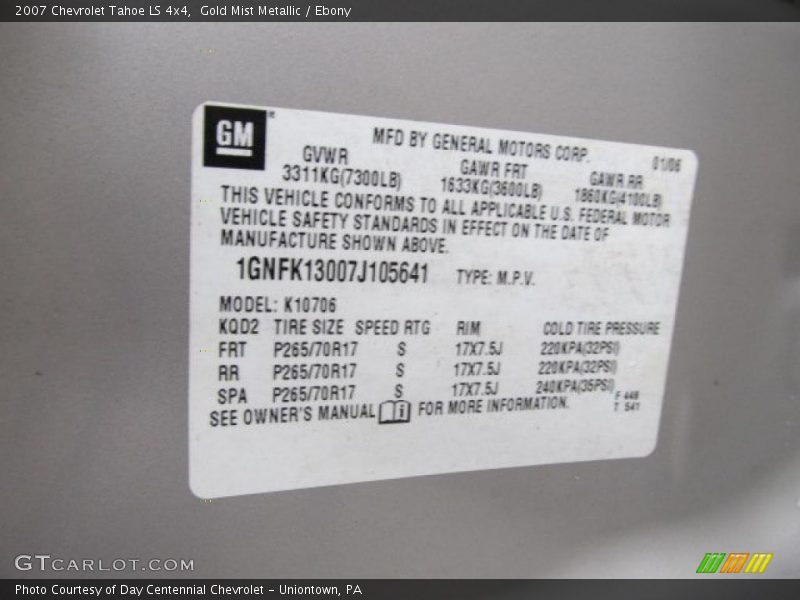 2007 Chevrolet Tahoe LS 4x4,  Gold Mist Metallic / Ebony
GM ®
MFD BY GENERAL MOTORS CORP. 01/06
GVWR GAWR FRT GAWR RR
3311KG(7300LB) 1633KG(3600LB) 1860KG(4100LB)
THIS VEHICLE CONFORMS TO ALL APPLICABLE U.S. FEDERAL MOTOR
VEHICLE SAFETY STANDARDS IN EFFECT ON THE DATE OF
MANUFACTURE SHOWN ABOVE.
1GNFK13007J105641 TYPE: M.P.V.
MODEL: K10706
KQD2 TIRE SIZE SPEED RTG RIM COLD TIRE PRESSURE
FRT P265/70R17 S 17X7.5J 220KPA(32PSI)
RR P265/70R17 S 17X7.5J 220KPA(32PSI)
SPA P265/70R17 S 17X7.5J 240KPA(35PSI)
SEE OWNER'S MANUAL i FOR MORE INFORMATION.
F 448
T 541
GTCARLOT.COM
Photo Courtesy of Day Centennial Chevrolet - Uniontown, PA